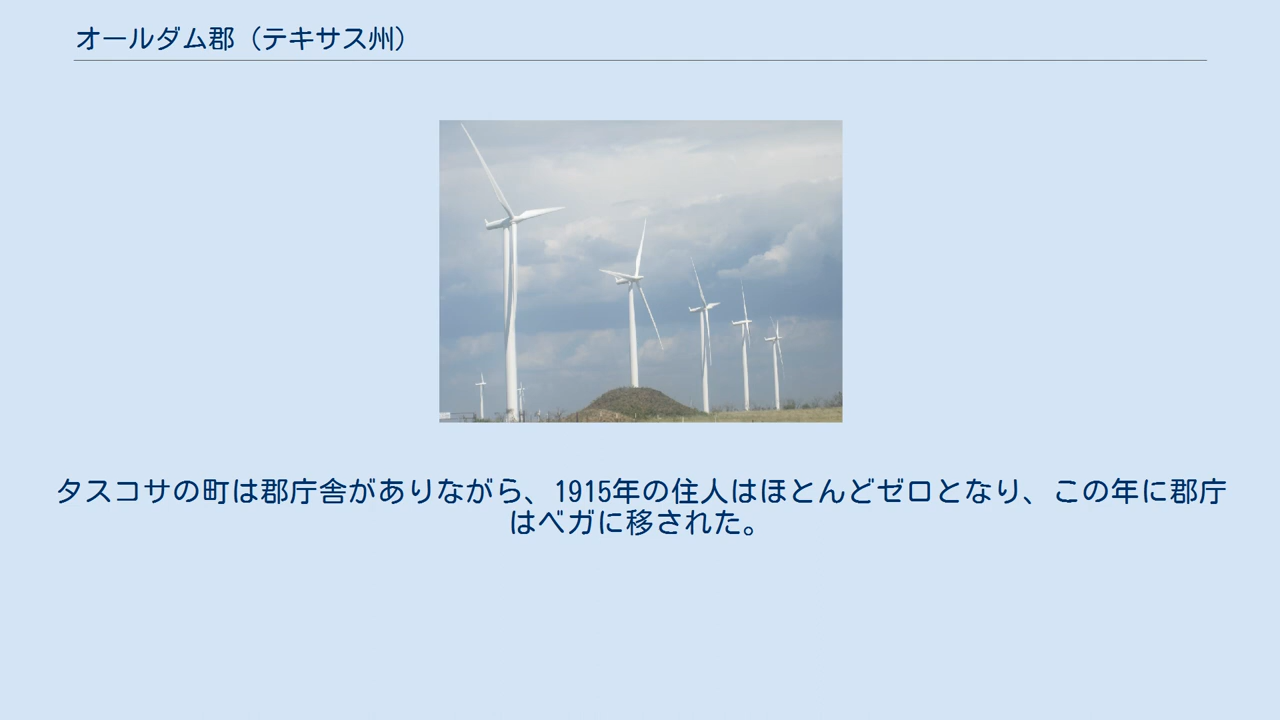 オールダム郡（テキサス州）
タスコサの町は郡庁舎がありながら、1915年の住人はほとんどゼロとなり、この年に郡庁
はベガに移された。